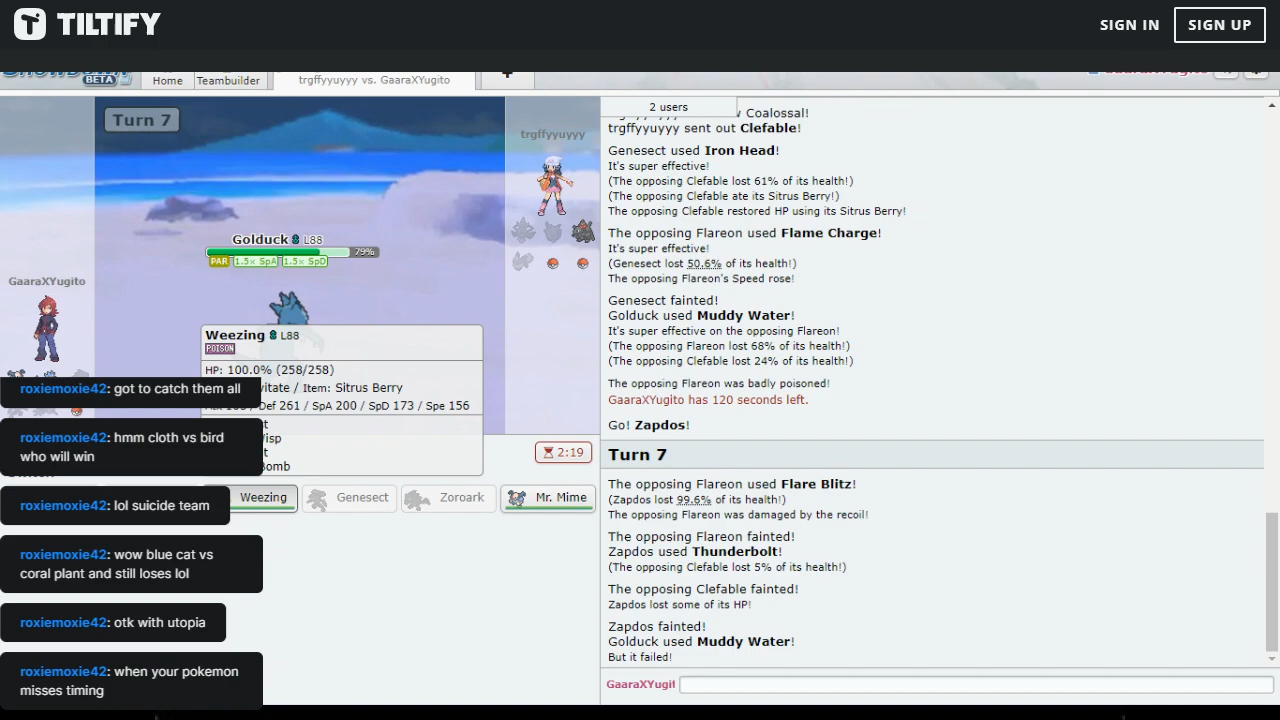 TILTIFY
SIGN IN
SIGN UP
BETA
Home
Teambuilder
trgffyyuyyy vs. GaaraXYugito
Turn 7
2 users
trgffyyuyyy
GaaraXYugito
Golduck L88
79%
PAR 1.5× SpA 1.5× SpD
Weezing L88
POISON
HP: 100.0% (258/258)
/ Item: Sitrus Berry
Def 261 / SpA 200 / SpD 173 / Spe 156
2:19
Weezing
Genesect
Zoroark
Mr. Mime
roxiemoxie42: got to catch them all
roxiemoxie42: hmm cloth vs bird
who will win
roxiemoxie42: lol suicide team
roxiemoxie42: wow blue cat vs
coral plant and still loses lol
roxiemoxie42: otk with utopia
roxiemoxie42: when your pokemon
misses timing
Coalossal!
trgffyyuyyy sent out Clefable!
Genesect used Iron Head!
It's super effective!
(The opposing Clefable lost 61% of its health!)
(The opposing Clefable ate its Sitrus Berry!)
The opposing Clefable restored HP using its Sitrus Berry!
The opposing Flareon used Flame Charge!
It's super effective!
(Genesect lost 50.6% of its health!)
The opposing Flareon's Speed rose!
Genesect fainted!
Golduck used Muddy Water!
It's super effective on the opposing Flareon!
(The opposing Flareon lost 68% of its health!)
(The opposing Clefable lost 24% of its health!)
The opposing Flareon was badly poisoned!
GaaraXYugito has 120 seconds left.
Go! Zapdos!
Turn 7
The opposing Flareon used Flare Blitz!
(Zapdos lost 99.6% of its health!)
The opposing Flareon was damaged by the recoil!
The opposing Flareon fainted!
Zapdos used Thunderbolt!
(The opposing Clefable lost 5% of its health!)
The opposing Clefable fainted!
Zapdos lost some of its HP!
Zapdos fainted!
Golduck used Muddy Water!
But it failed!
GaaraXYugit